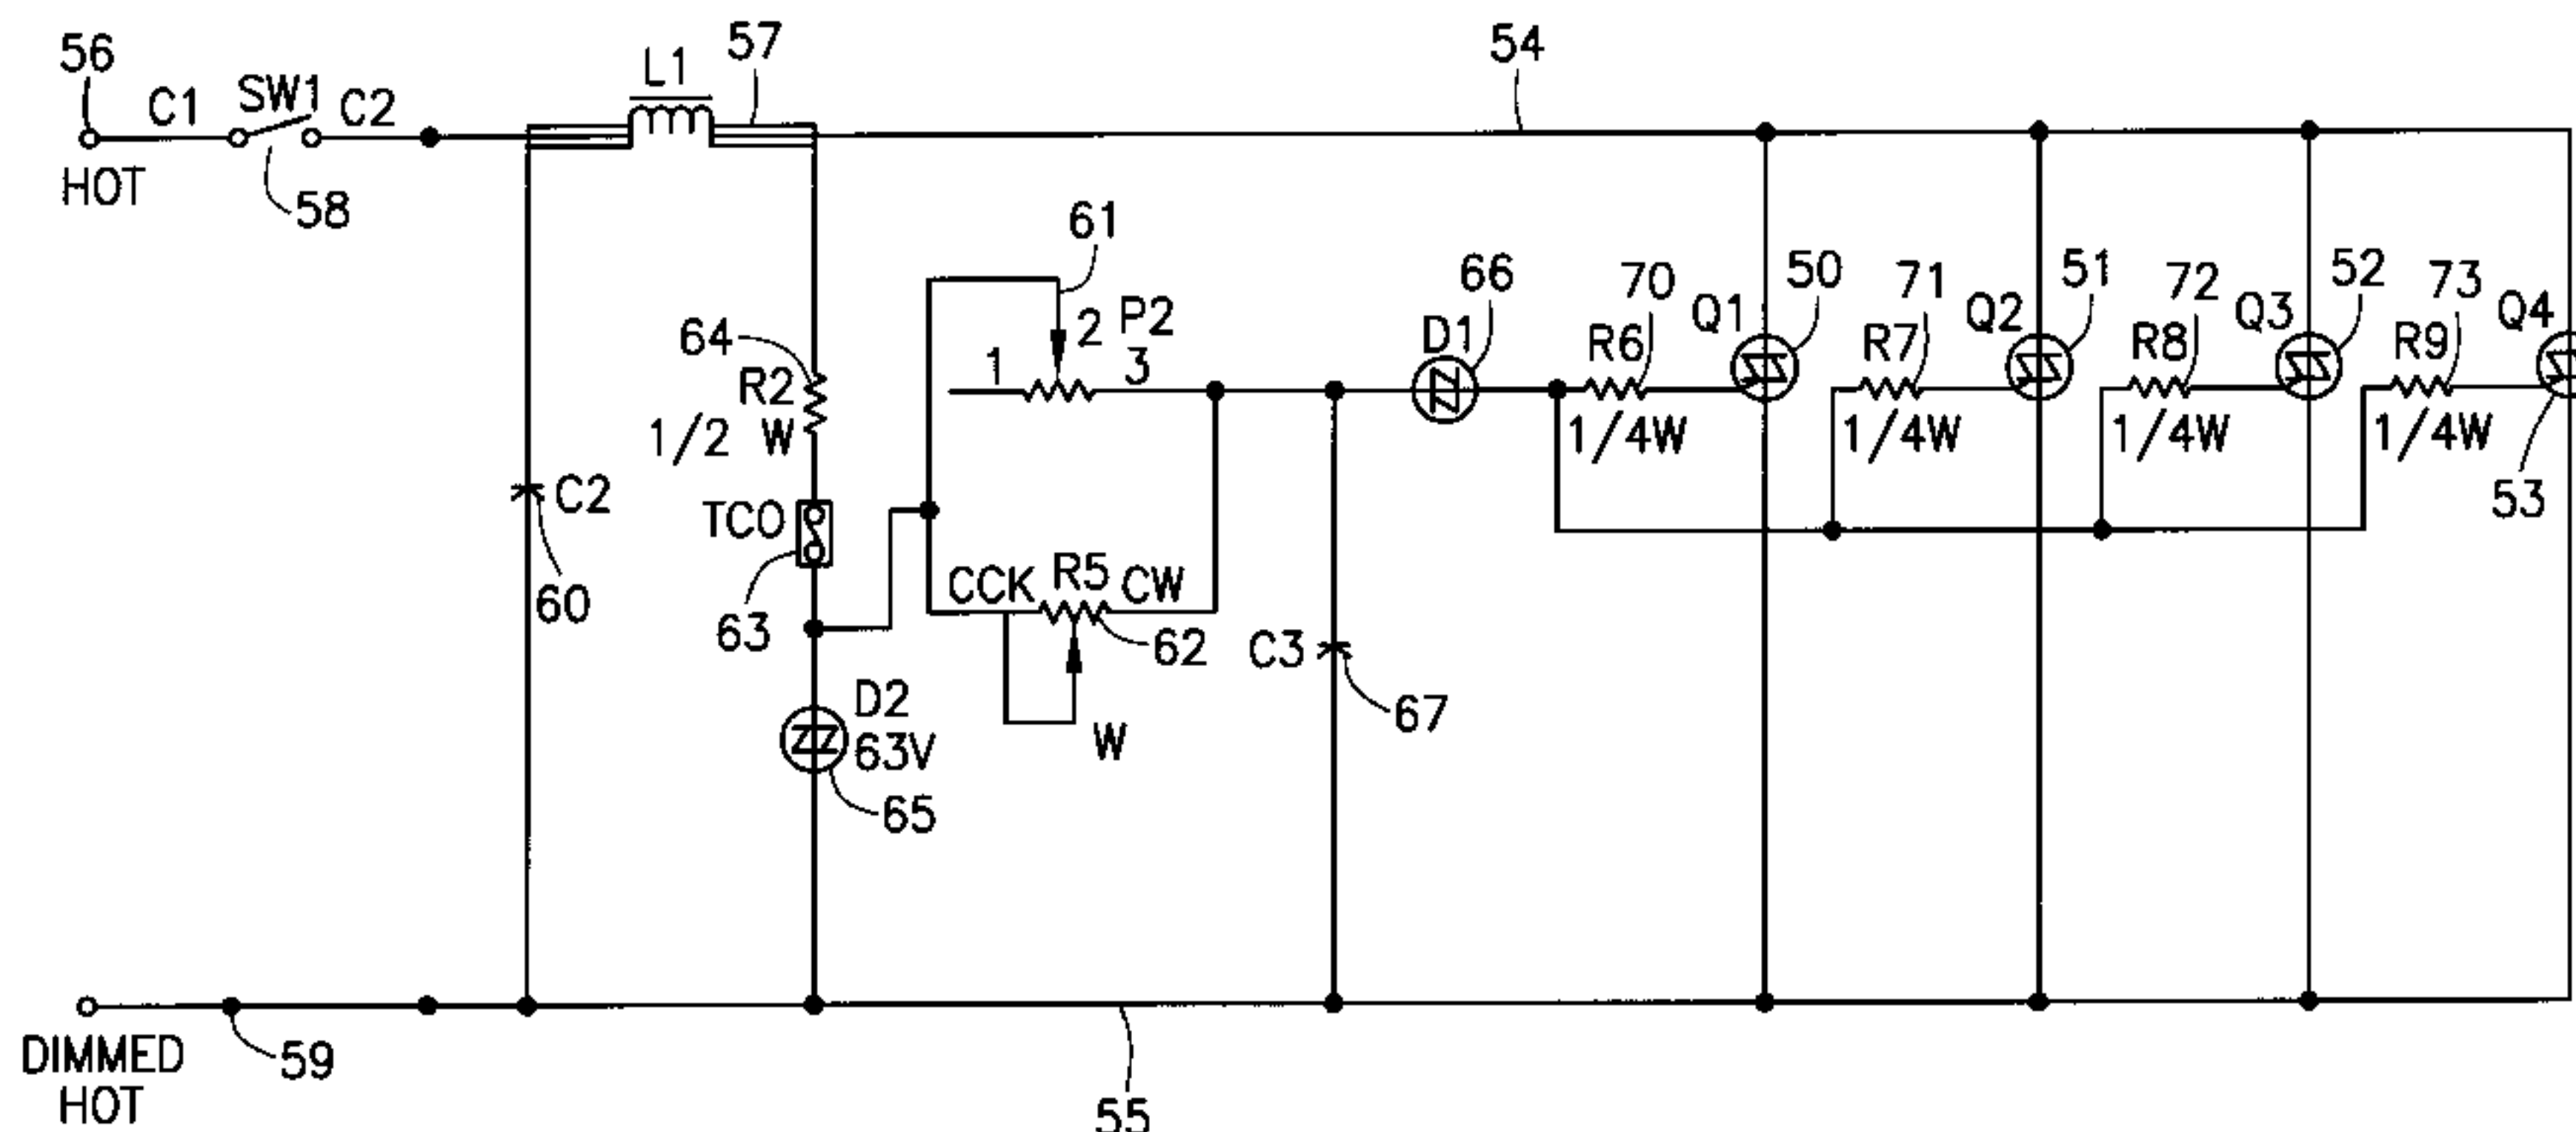 56
C1
SW1
C2
L1
57
54
HOT
58
61
66
70
50
71
51
72
52
73
64
2
P2
D1
Q1
Q2
Q3
Q4
1
3
R6
R7
R8
R9
R2
1/2 W
1/4W
1/4W
1/4W
1/4W
53
C2
TCO
60
63
CCK
R5
CW
62
C3
67
D2
63V
W
65
DIMMED
HOT
59
55